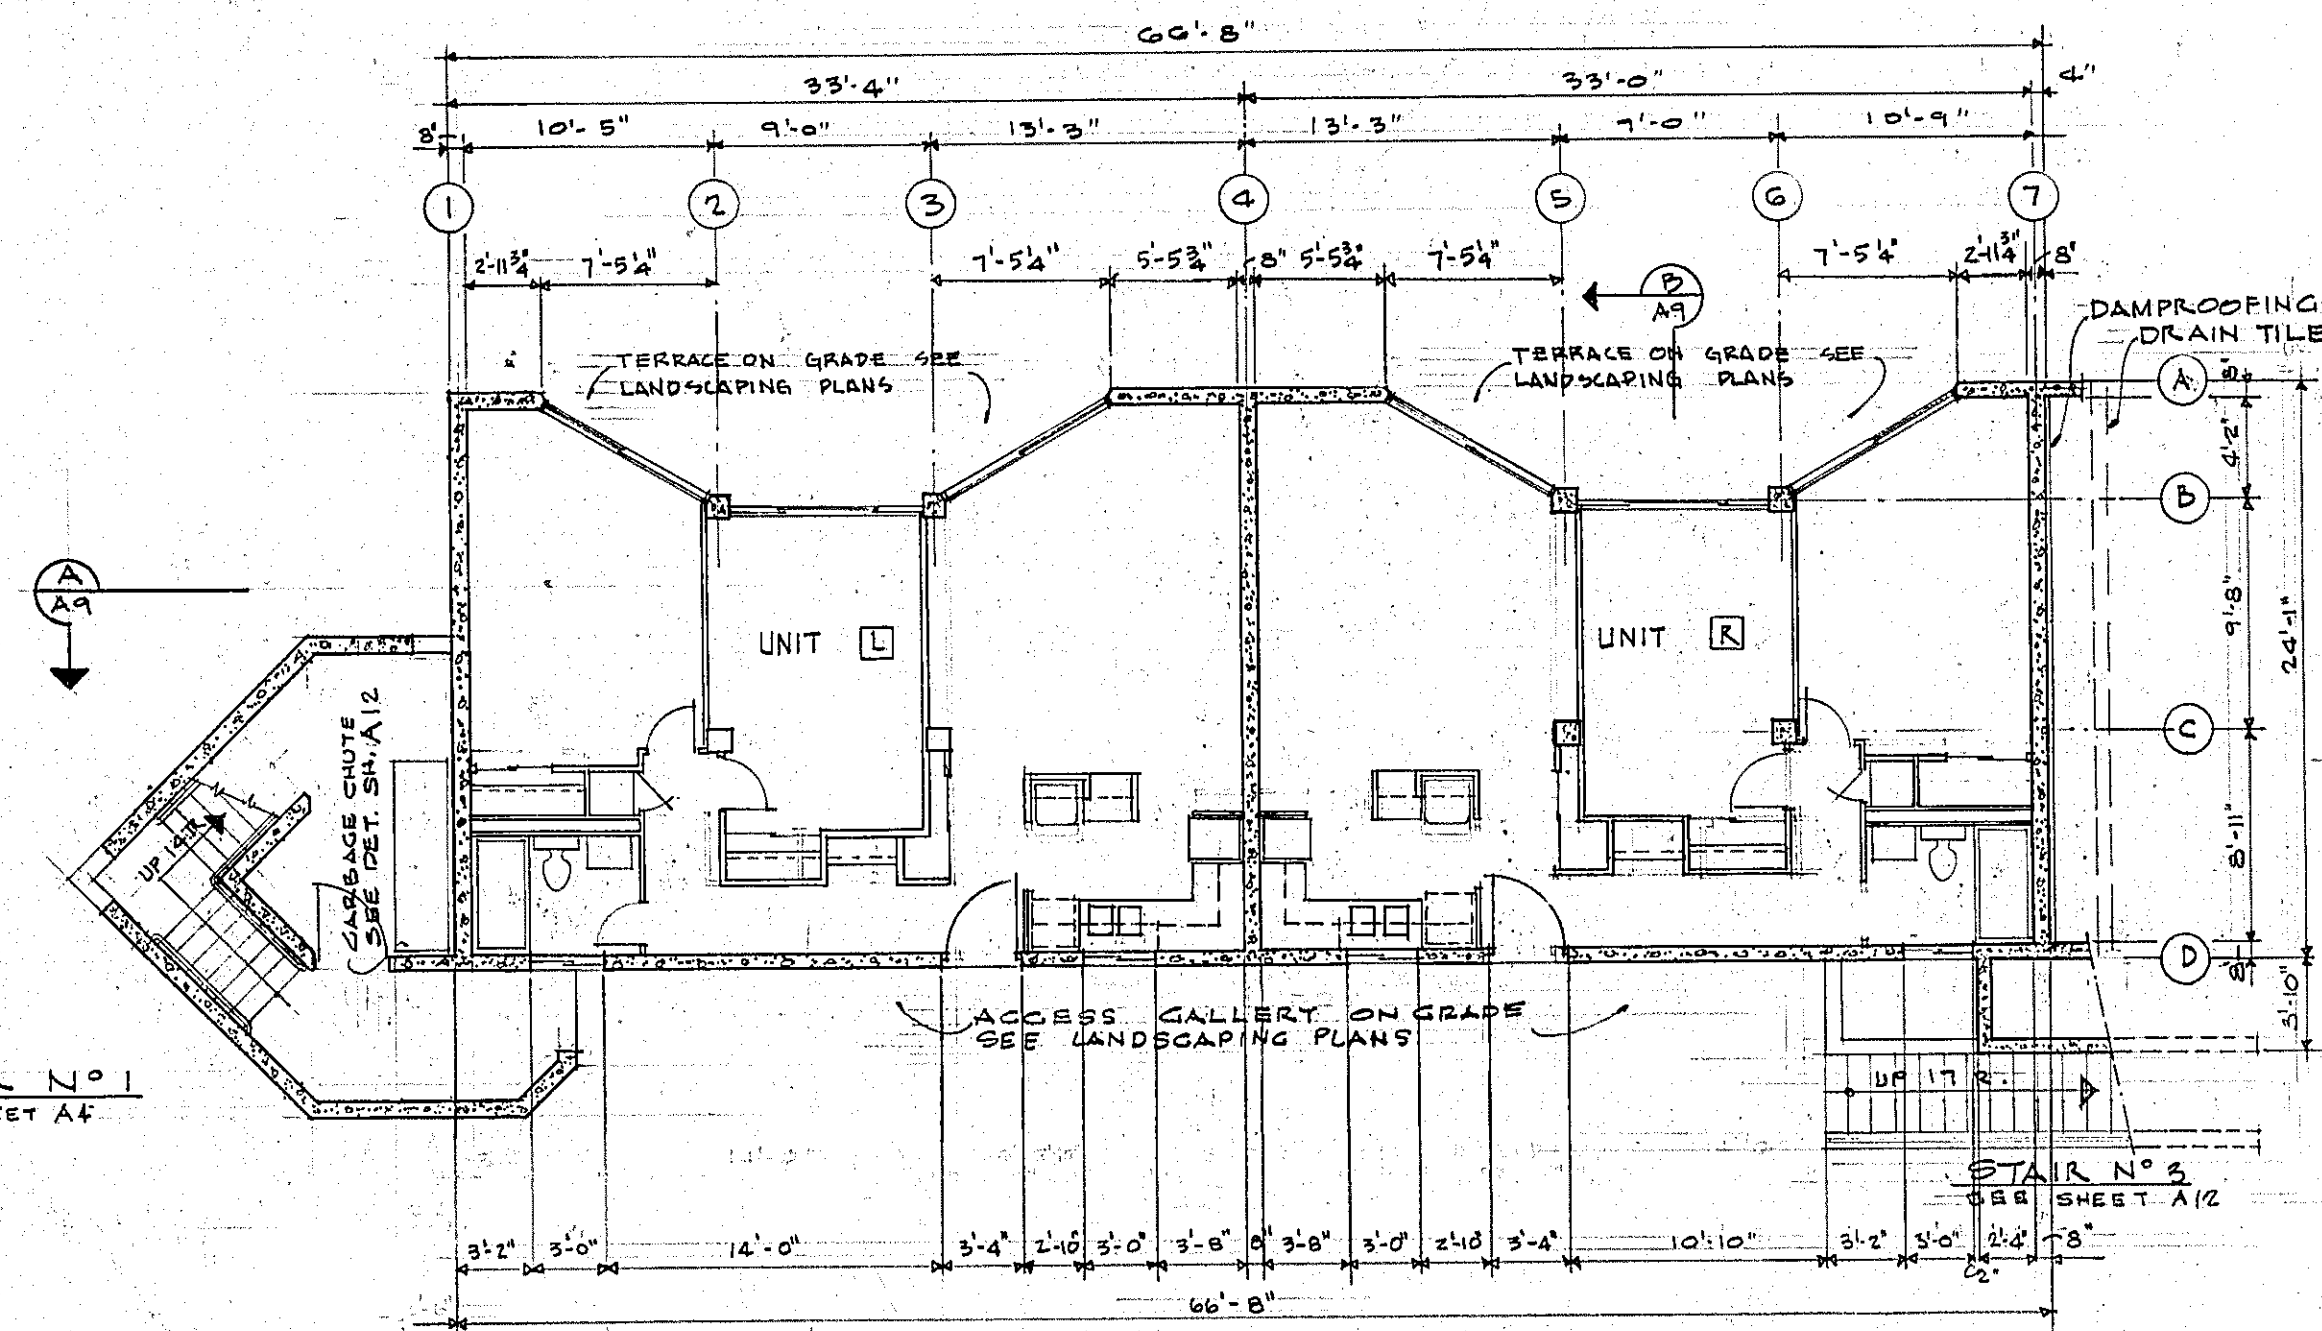 66'-8"
33'-4" 33'-0" 4"
8" 10'-5" 9'-0" 13'-3" 13'-3" 9'-0" 10'-9"
1 2 3 4 5 6 7
2'-11¾" 7'-5¼" 7'-5¼" 5'-5¾" 8" 5'-5¾" 7'-5¼" 7'-5¼" 2'-11¾" 8"
B
A9
DAMPROOFING
DRAIN TILE
TERRACE ON GRADE SEE
LANDSCAPING PLANS
TERRACE ON GRADE SEE
LANDSCAPING PLANS
A 8"
4'-2"
B
A
A9
9'-8"
24'-1"
UNIT L
UNIT R
C
GARBAGE CHUTE
SEE DET. SH. A12
UP 14 R
8'-11"
D 8"
3'-10"
ACCESS GALLERY ON GRADE
SEE LANDSCAPING PLANS
Nº 1
EET A4
UP 17 R.
STAIR Nº 3
SEE SHEET A12
3'-2" 3'-0" 14'-0" 3'-4" 2'-10" 3'-0" 3'-8" 8" 3'-8" 3'-0" 2'-10" 3'-4" 10'-10" 3'-2" 3'-0" 2'-4" 8"
2"
66'-8"